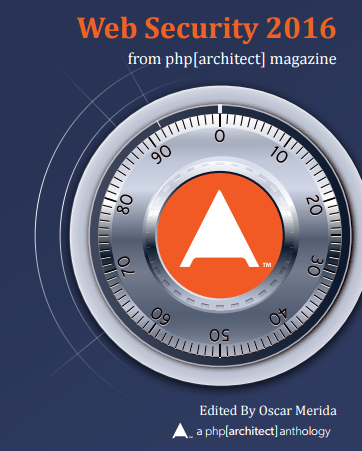 Web Security 2016
from php[architect] magazine
0
10
20
30
40
50
60
70
80
90
TM
Edited By Oscar Merida
a php[architect] anthology